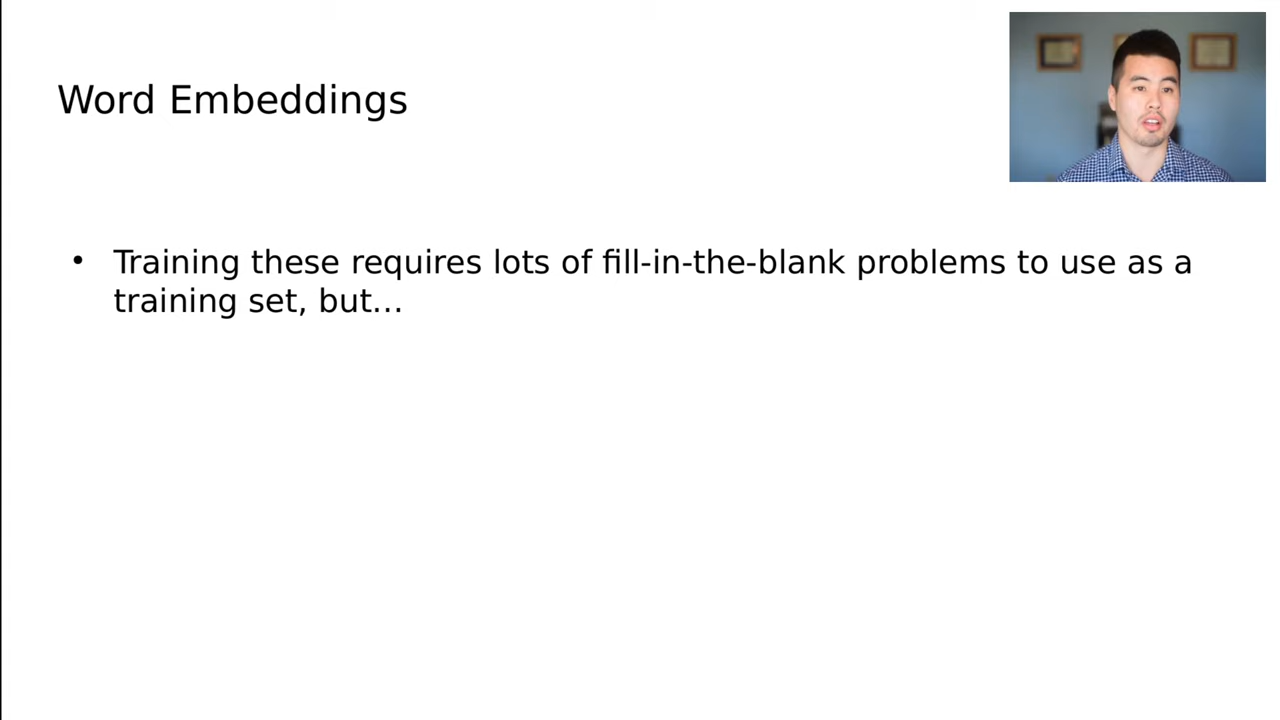 Word Embeddings
• Training these requires lots of fill-in-the-blank problems to use as a
training set, but...